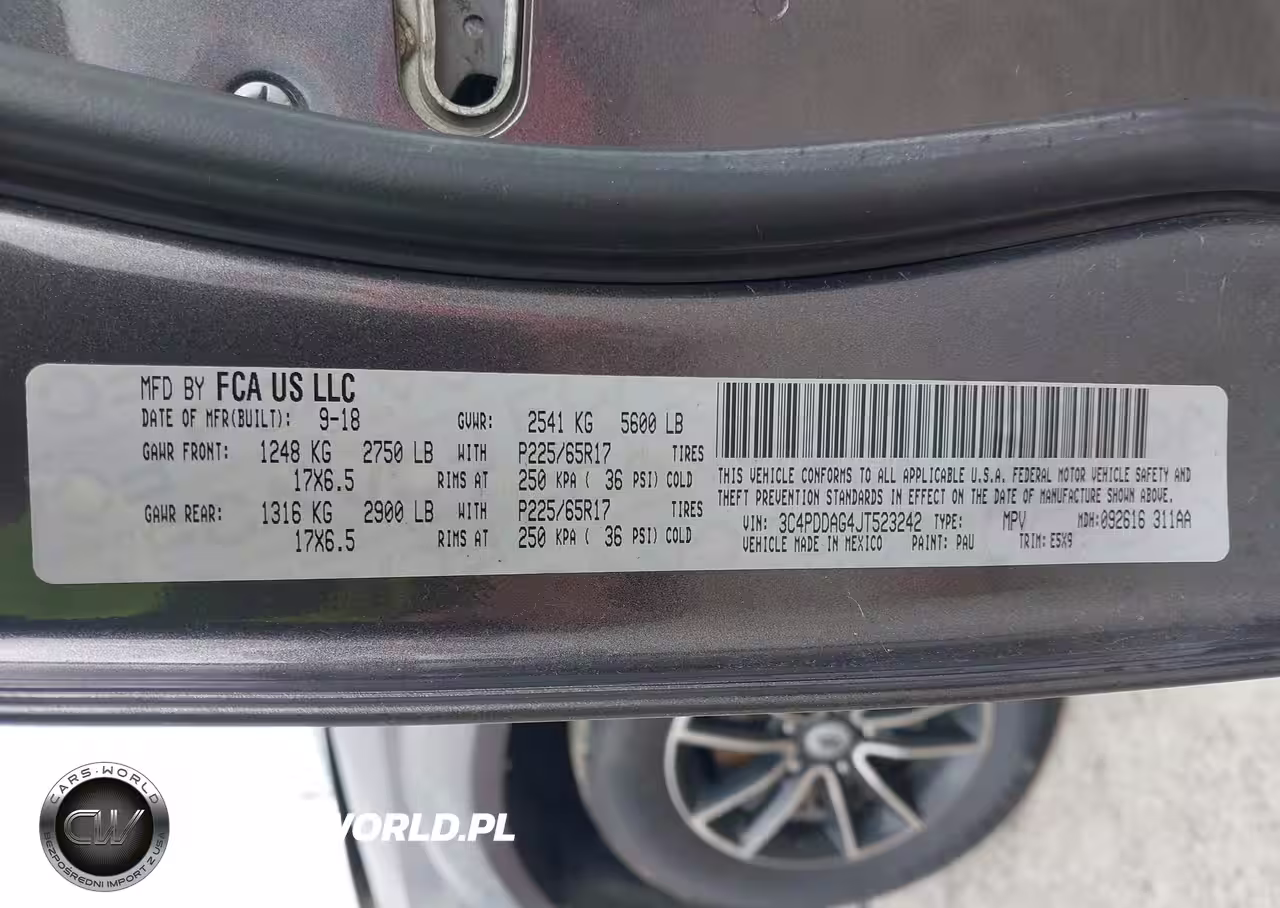 MFD BY FCA US LLC
DATE OF MFR(BUILT): 9-18 GVWR: 2541 KG 5600 LB
GAWR FRONT: 1248 KG 2750 LB WITH P225/65R17 TIRES
17X6.5 RIMS AT 250 KPA ( 36 PSI) COLD
GAWR REAR: 1316 KG 2900 LB WITH P225/65R17 TIRES
17X6.5 RIMS AT 250 KPA ( 36 PSI) COLD
THIS VEHICLE CONFORMS TO ALL APPLICABLE U.S.A. FEDERAL MOTOR VEHICLE SAFETY AND
THEFT PREVENTION STANDARDS IN EFFECT ON THE DATE OF MANUFACTURE SHOWN ABOVE.
VIN: 3C4PDDAG4JT523242 TYPE: MPV MDH:092616 311AA
VEHICLE MADE IN MEXICO PAINT: PAU TRIM: E5X9
CARS-WORLD
CW
BEZPOŚREDNI IMPORT Z USA
WORLD.PL